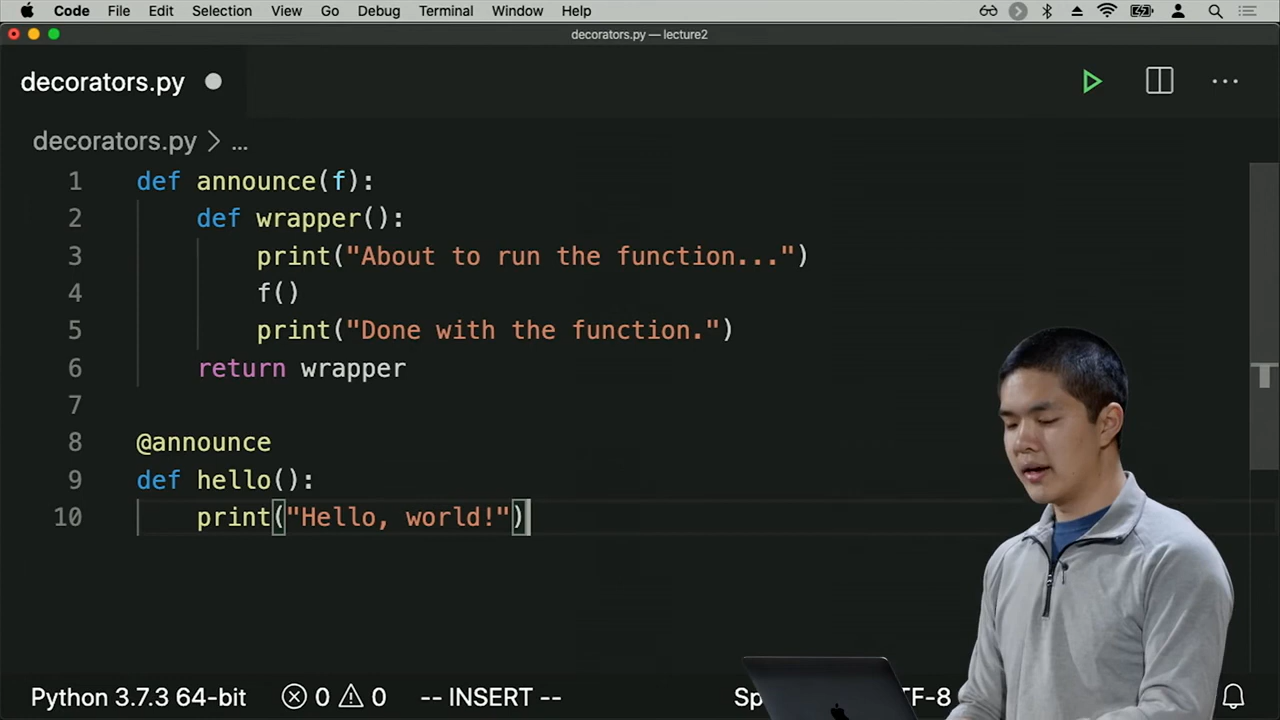 Code File Edit Selection View Go Debug Terminal Window Help
decorators.py — lecture2
decorators.py
decorators.py > ...
1 def announce(f):
2 def wrapper():
3 print("About to run the function...")
4 f()
5 print("Done with the function.")
6 return wrapper
7
8 @announce
9 def hello():
10 print("Hello, world!")
Python 3.7.3 64-bit 0 0 -- INSERT --